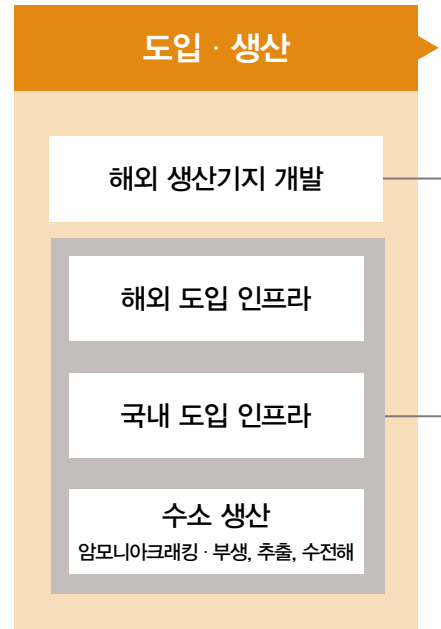 도입 · 생산
해외 생산기지 개발
해외 도입 인프라
국내 도입 인프라
수소 생산
암모니아크래킹 · 부생, 추출, 수전해